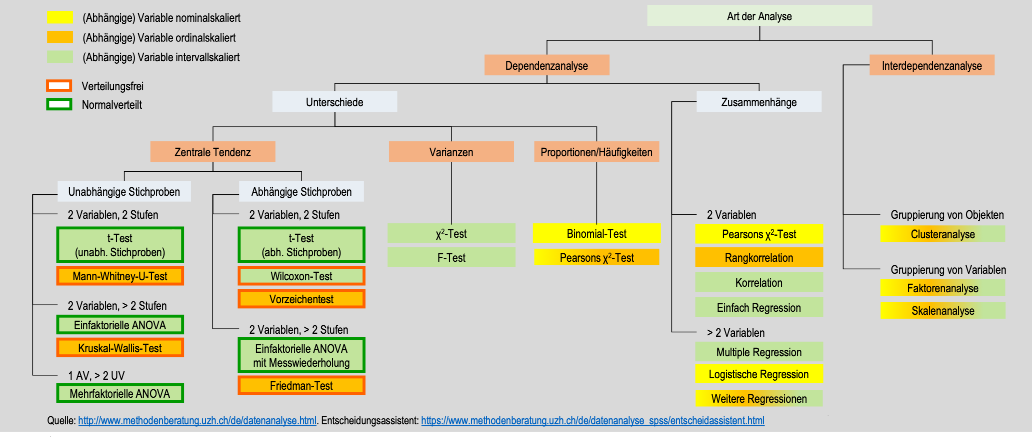 (Abhängige) Variable nominalskaliert
(Abhängige) Variable ordinalskaliert
(Abhängige) Variable intervallskaliert
Verteilungsfrei
Normalverteilt
Art der Analyse
Dependenzanalyse
Interdependenzanalyse
Unterschiede
Zusammenhänge
Zentrale Tendenz
Varianzen
Proportionen/Häufigkeiten
Unabhängige Stichproben
2 Variablen, 2 Stufen
t-Test
(unabh. Stichproben)
Mann-Whitney-U-Test
2 Variablen, > 2 Stufen
Einfaktorielle ANOVA
Kruskal-Wallis-Test
1 AV, > 2 UV
Mehrfaktorielle ANOVA
Abhängige Stichproben
2 Variablen, 2 Stufen
t-Test
(abh. Stichproben)
Wilcoxon-Test
Vorzeichentest
2 Variablen, > 2 Stufen
Einfaktorielle ANOVA
mit Messwiederholung
Friedman-Test
χ²-Test
F-Test
Binomial-Test
Pearsons χ²-Test
2 Variablen
Pearsons χ²-Test
Rangkorrelation
Korrelation
Einfach Regression
> 2 Variablen
Multiple Regression
Logistische Regression
Weitere Regressionen
Gruppierung von Objekten
Clusteranalyse
Gruppierung von Variablen
Faktorenanalyse
Skalenanalyse
Quelle: http://www.methodenberatung.uzh.ch/de/datenanalyse.html. Entscheidungsassistent: https://www.methodenberatung.uzh.ch/de/datenanalyse_spss/entscheidassistent.html